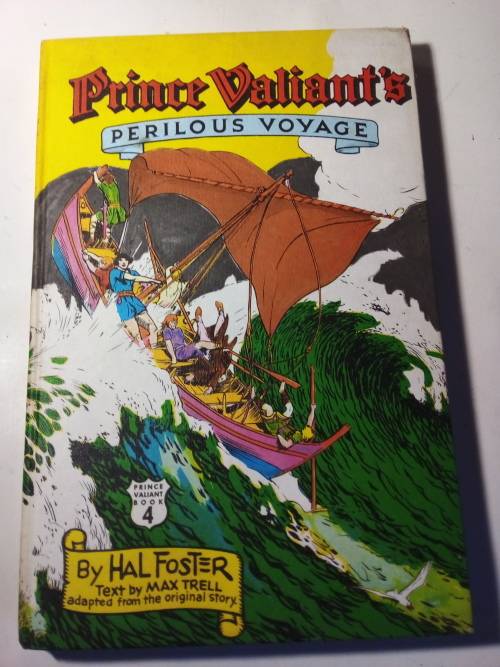 Prince Valiant's
PERILOUS VOYAGE
PRINCE
VALIANT
BOOK
4
By HAL FOSTER
Text by MAX TRELL
adapted from the original story.